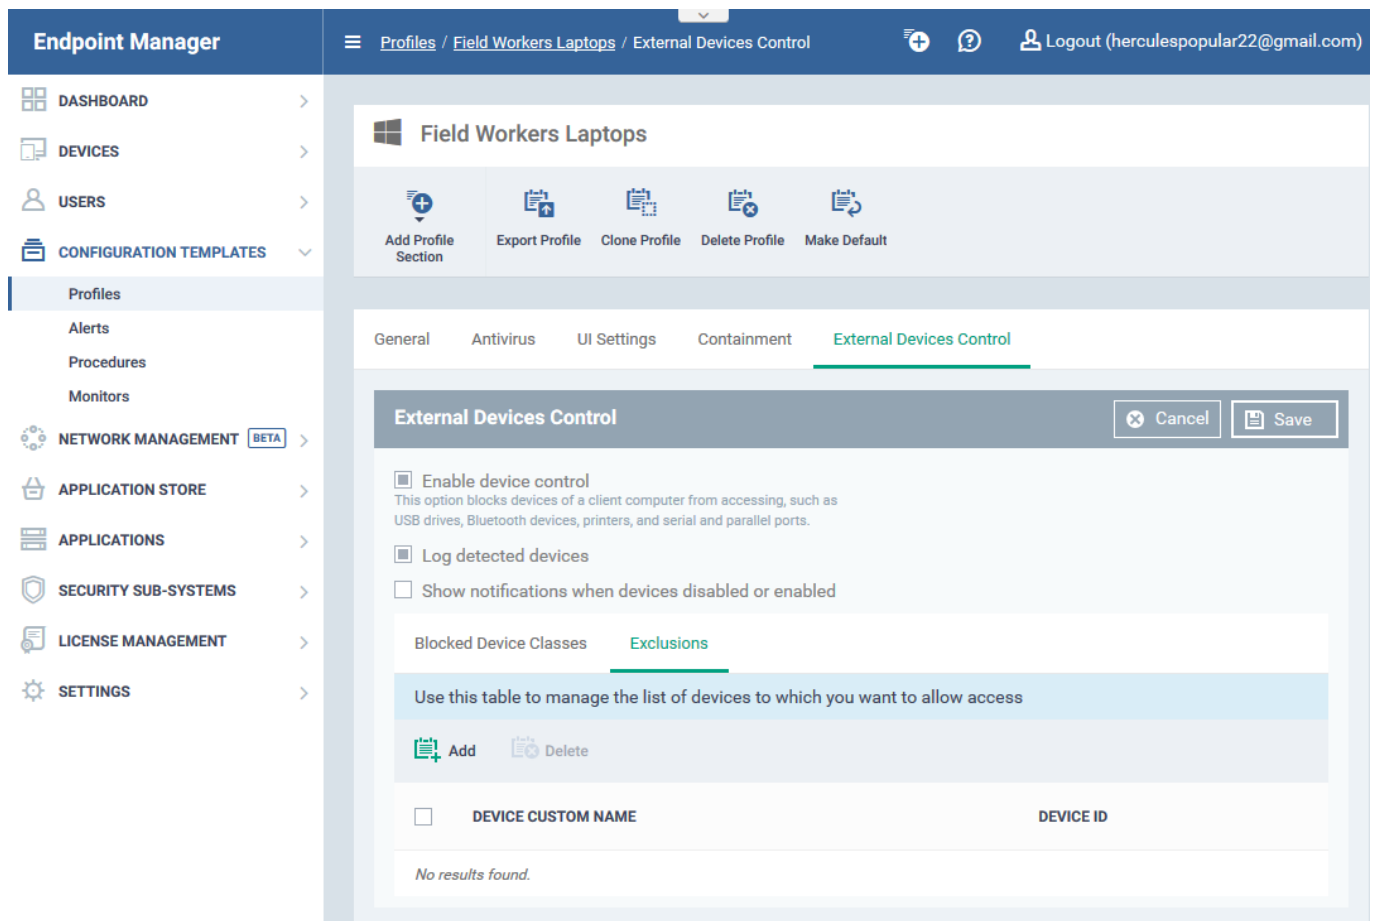 Endpoint Manager
Profiles / Field Workers Laptops / External Devices Control
Logout (herculespopular22@gmail.com)
DASHBOARD
DEVICES
USERS
CONFIGURATION TEMPLATES
Profiles
Alerts
Procedures
Monitors
NETWORK MANAGEMENT BETA
APPLICATION STORE
APPLICATIONS
SECURITY SUB-SYSTEMS
LICENSE MANAGEMENT
SETTINGS
Field Workers Laptops
Add Profile
Section
Export Profile
Clone Profile
Delete Profile
Make Default
General
Antivirus
UI Settings
Containment
External Devices Control
External Devices Control
Cancel
Save
Enable device control
This option blocks devices of a client computer from accessing, such as
USB drives, Bluetooth devices, printers, and serial and parallel ports.
Log detected devices
Show notifications when devices disabled or enabled
Blocked Device Classes
Exclusions
Use this table to manage the list of devices to which you want to allow access
Add
Delete
DEVICE CUSTOM NAME
DEVICE ID
No results found.